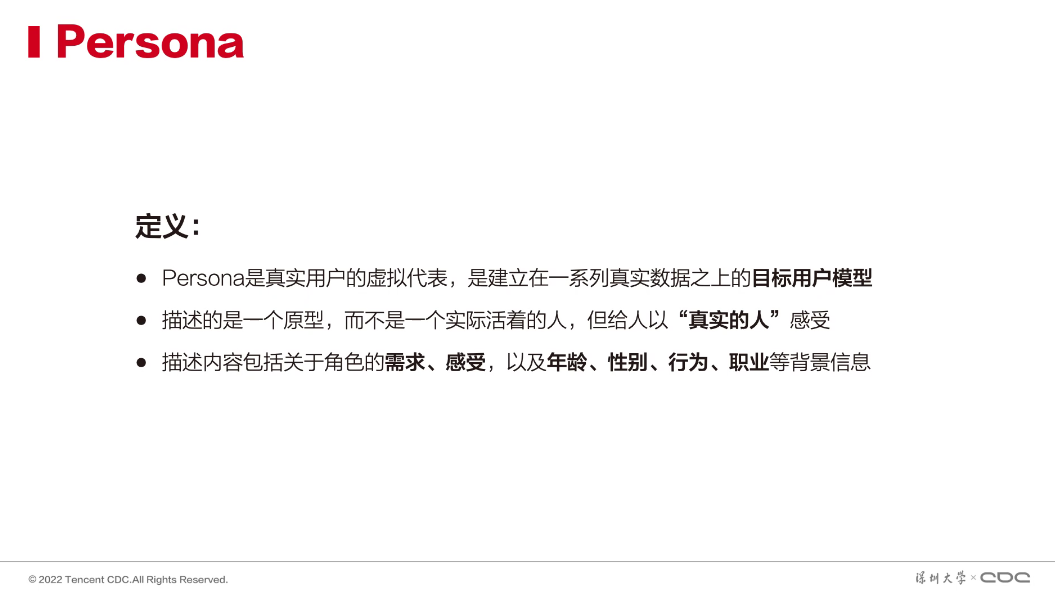 Persona
定义：
● Persona是真实用户的虚拟代表，是建立在一系列真实数据之上的目标用户模型
● 描述的是一个原型，而不是一个实际活着的人，但给人以“真实的人”感受
● 描述内容包括关于角色的需求、感受，以及年龄、性别、行为、职业等背景信息
© 2022 Tencent CDC.All Rights Reserved.
深圳大学 × CDC